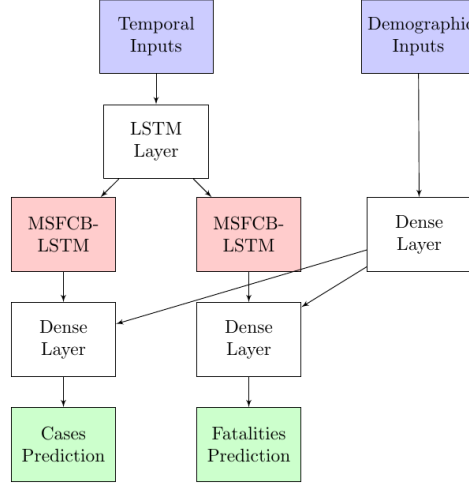 Temporal
Inputs
Demographic
Inputs
LSTM
Layer
MSFCB-
LSTM
MSFCB-
LSTM
Dense
Layer
Dense
Layer
Dense
Layer
Cases
Prediction
Fatalities
Prediction